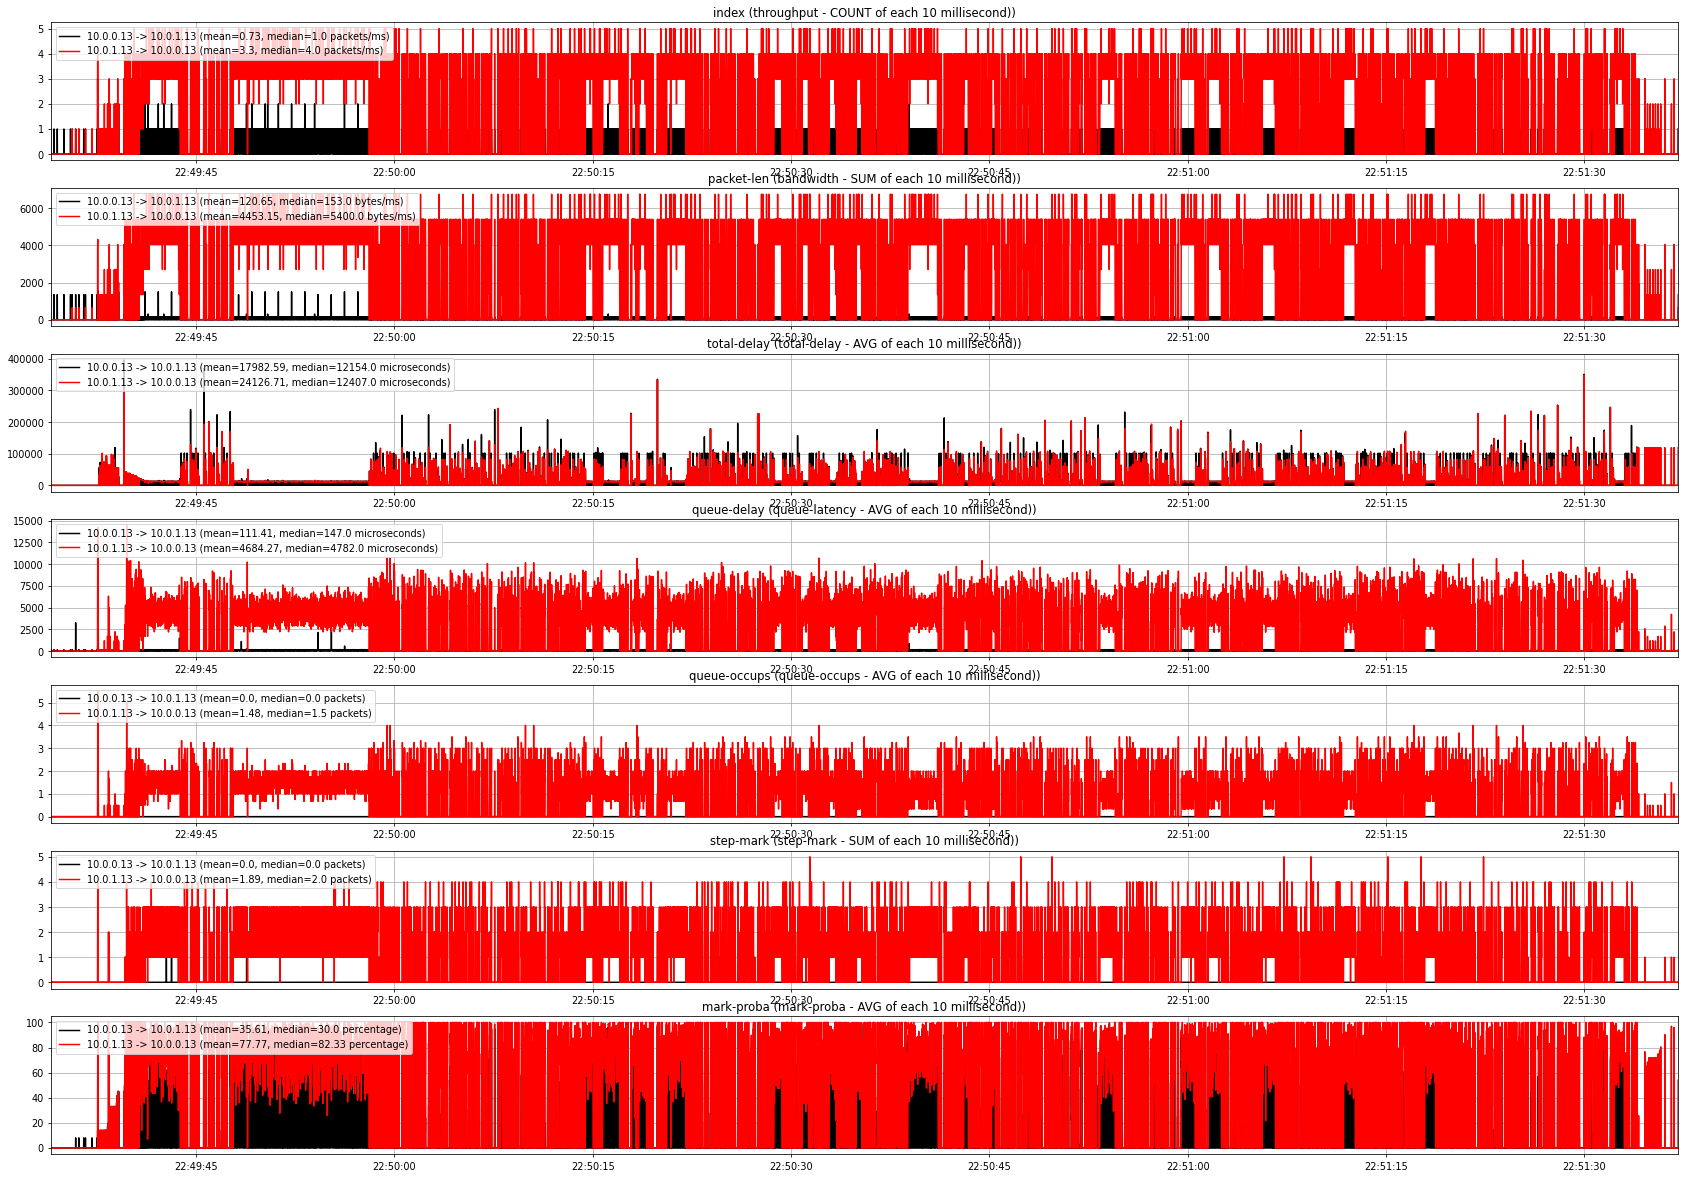 index (throughput - COUNT of each 10 millisecond))
5
10.0.0.13 -> 10.0.1.13 (mean=0.73, median=1.0 packets/ms)
10.0.1.13 -> 10.0.0.13 (mean=3.3, median=4.0 packets/ms)
4
3
2
1
0
22:49:45 22:50:00 22:50:15 22:50:30 22:50:45 22:51:00 22:51:15 22:51:30
packet-len (bandwidth - SUM of each 10 millisecond))
10.0.0.13 -> 10.0.1.13 (mean=120.65, median=153.0 bytes/ms)
6000
10.0.1.13 -> 10.0.0.13 (mean=4453.15, median=5400.0 bytes/ms)
4000
2000
0
22:49:45 22:50:00 22:50:15 22:50:30 22:50:45 22:51:00 22:51:15 22:51:30
total-delay (total-delay - AVG of each 10 millisecond))
400000
10.0.0.13 -> 10.0.1.13 (mean=17982.59, median=12154.0 microseconds)
10.0.1.13 -> 10.0.0.13 (mean=24126.71, median=12407.0 microseconds)
300000
200000
100000
0
22:49:45 22:50:00 22:50:15 22:50:30 22:50:45 22:51:00 22:51:15 22:51:30
queue-delay (queue-latency - AVG of each 10 millisecond))
15000
10.0.0.13 -> 10.0.1.13 (mean=111.41, median=147.0 microseconds)
12500
10.0.1.13 -> 10.0.0.13 (mean=4684.27, median=4782.0 microseconds)
10000
7500
5000
2500
0
22:49:45 22:50:00 22:50:15 22:50:30 22:50:45 22:51:00 22:51:15 22:51:30
queue-occups (queue-occups - AVG of each 10 millisecond))
10.0.0.13 -> 10.0.1.13 (mean=0.0, median=0.0 packets)
5
10.0.1.13 -> 10.0.0.13 (mean=1.48, median=1.5 packets)
4
3
2
1
0
22:49:45 22:50:00 22:50:15 22:50:30 22:50:45 22:51:00 22:51:15 22:51:30
step-mark (step-mark - SUM of each 10 millisecond))
5
10.0.0.13 -> 10.0.1.13 (mean=0.0, median=0.0 packets)
10.0.1.13 -> 10.0.0.13 (mean=1.89, median=2.0 packets)
4
3
2
1
0
22:49:45 22:50:00 22:50:15 22:50:30 22:50:45 22:51:00 22:51:15 22:51:30
mark-proba (mark-proba - AVG of each 10 millisecond))
100
10.0.0.13 -> 10.0.1.13 (mean=35.61, median=30.0 percentage)
10.0.1.13 -> 10.0.0.13 (mean=77.77, median=82.33 percentage)
80
60
40
20
0
22:49:45 22:50:00 22:50:15 22:50:30 22:50:45 22:51:00 22:51:15 22:51:30